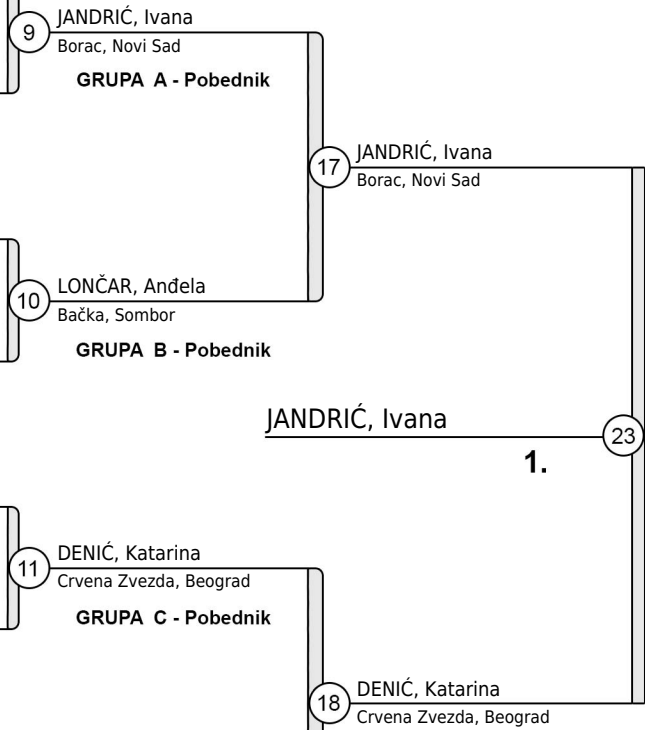 9
JANDRIĆ, Ivana
Borac, Novi Sad
GRUPA A - Pobednik
17
JANDRIĆ, Ivana
Borac, Novi Sad
10
LONČAR, Anđela
Bačka, Sombor
GRUPA B - Pobednik
JANDRIĆ, Ivana
23
1.
11
DENIĆ, Katarina
Crvena Zvezda, Beograd
GRUPA C - Pobednik
18
DENIĆ, Katarina
Crvena Zvezda, Beograd